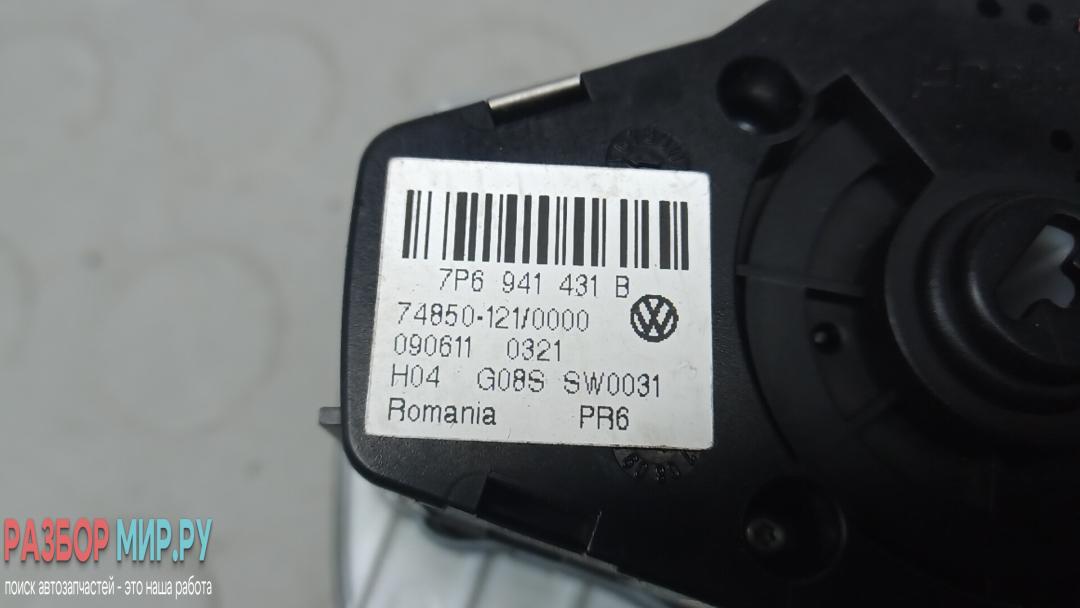 7P6 941 431 B
74850-121/0000
090611 0321
H04 G08S SW0031
Romania PR6
РАЗБОР МИР.РУ
поиск автозапчастей - это наша работа